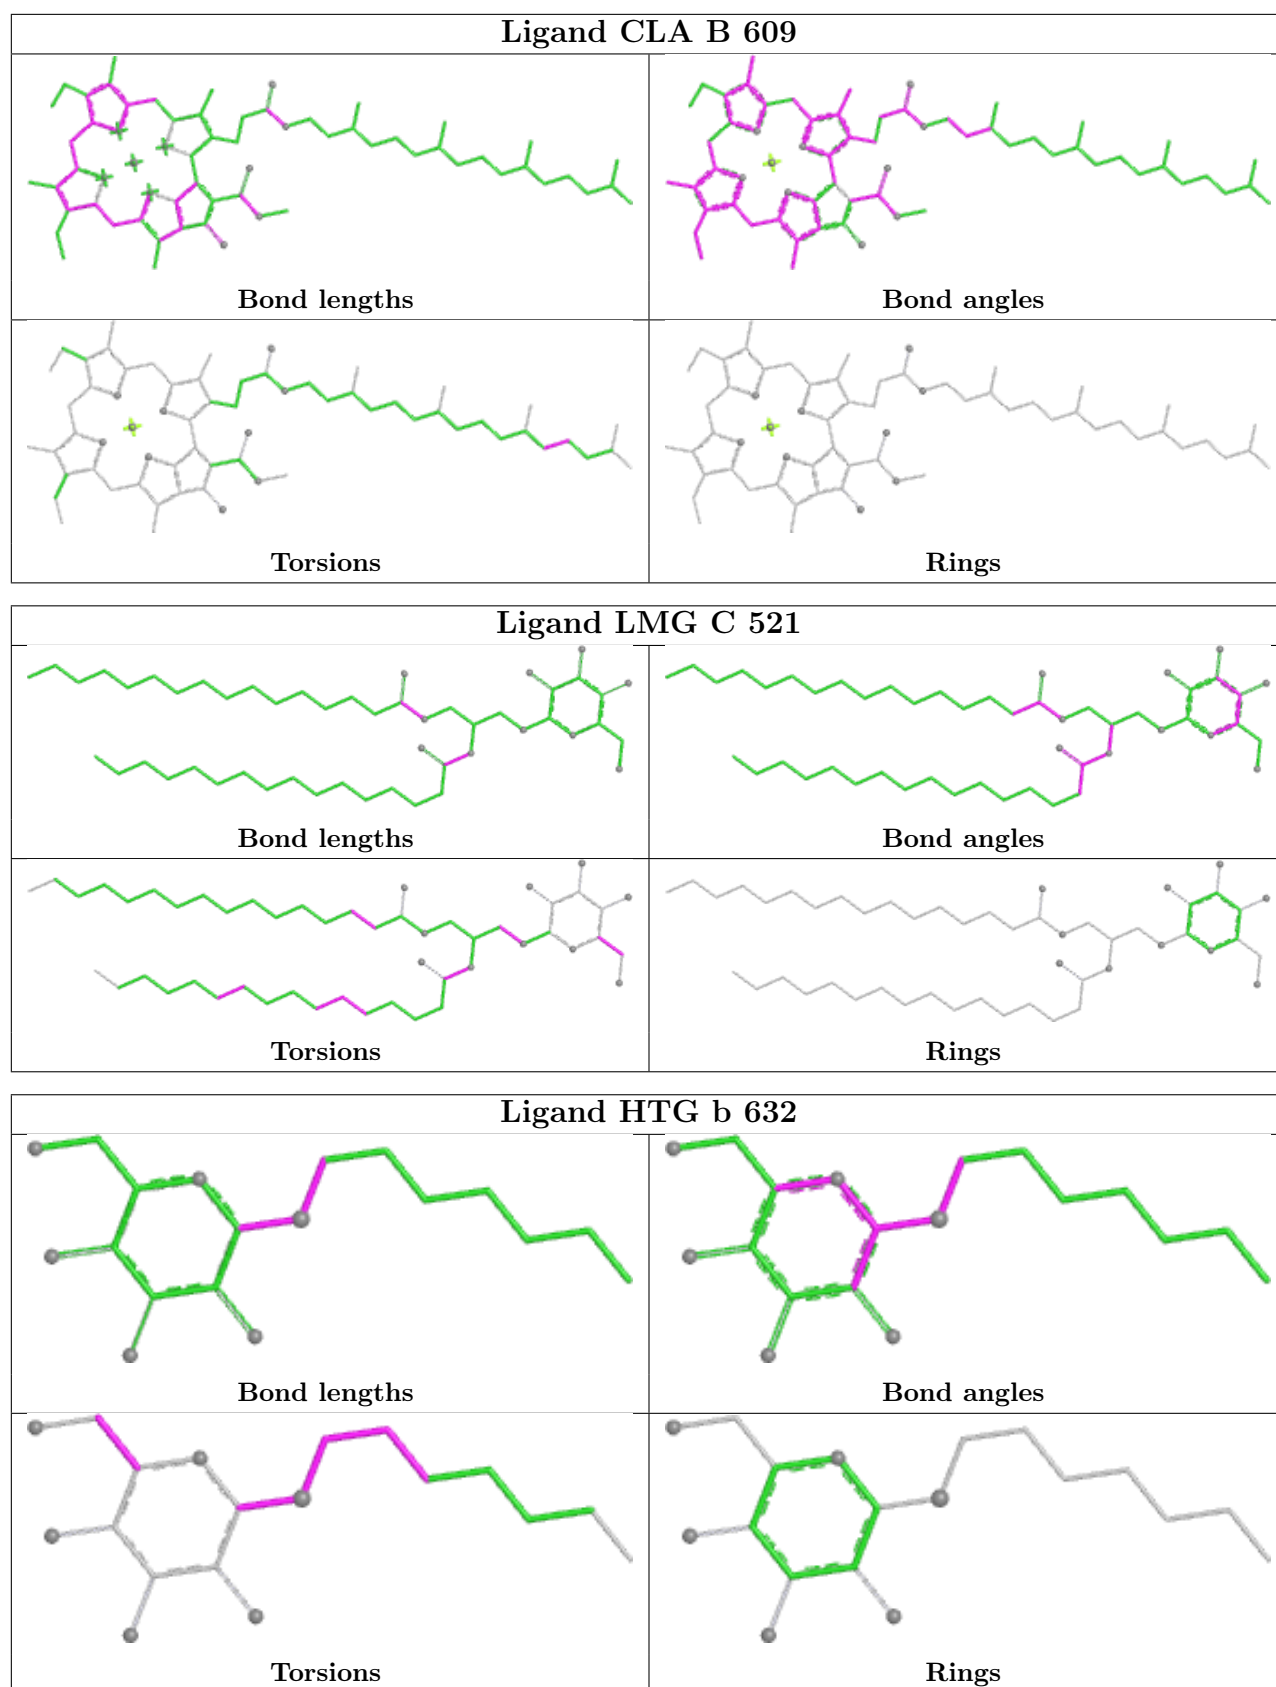 Ligand CLA B 609
Bond lengths
Bond angles
Torsions
Rings
Ligand LMG C 521
Bond lengths
Bond angles
Torsions
Rings
Ligand HTG b 632
Bond lengths
Bond angles
Torsions
Rings